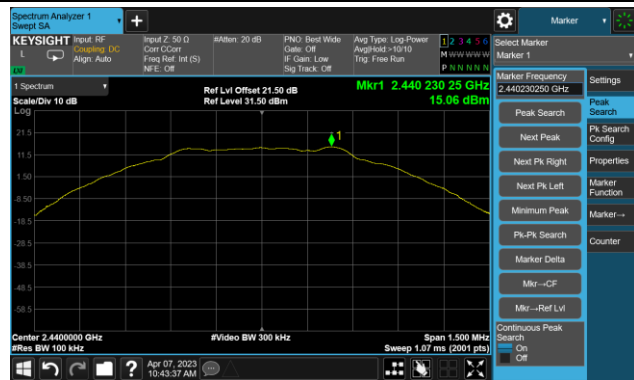 Spectrum Analyzer 1
Swept SA
Marker
KEYSIGHT
L
LXI
Input: RF
Coupling: DC
Align: Auto
Input Z: 50 Ω
Corr CCorr
Freq Ref: Int (S)
NFE: Off
#Atten: 20 dB
PNO: Best Wide
Gate: Off
IF Gain: Low
Sig Track: Off
Avg Type: Log-Power
Avg|Hold:>10/10
Trig: Free Run
1 2 3 4 5 6
M W W W W W
P N N N N N
Select Marker
Marker 1
1 Spectrum
Scale/Div 10 dB
Log
Ref Lvl Offset 21.50 dB
Ref Level 31.50 dBm
Mkr1 2.440 230 25 GHz
15.06 dBm
21.5
11.5
1.50
-8.50
-18.5
-28.5
-38.5
-48.5
-58.5
1
Center 2.4400000 GHz
#Res BW 100 kHz
#Video BW 300 kHz
Span 1.500 MHz
Sweep 1.07 ms (2001 pts)
Marker Frequency
2.440230250 GHz
Peak Search
Next Peak
Next Pk Right
Next Pk Left
Minimum Peak
Pk-Pk Search
Marker Delta
Mkr→CF
Mkr→Ref Lvl
Continuous Peak
Search
On
Off
Settings
Peak
Search
Pk Search
Config
Properties
Marker
Function
Marker→
Counter
?
Apr 07, 2023
10:43:37 AM